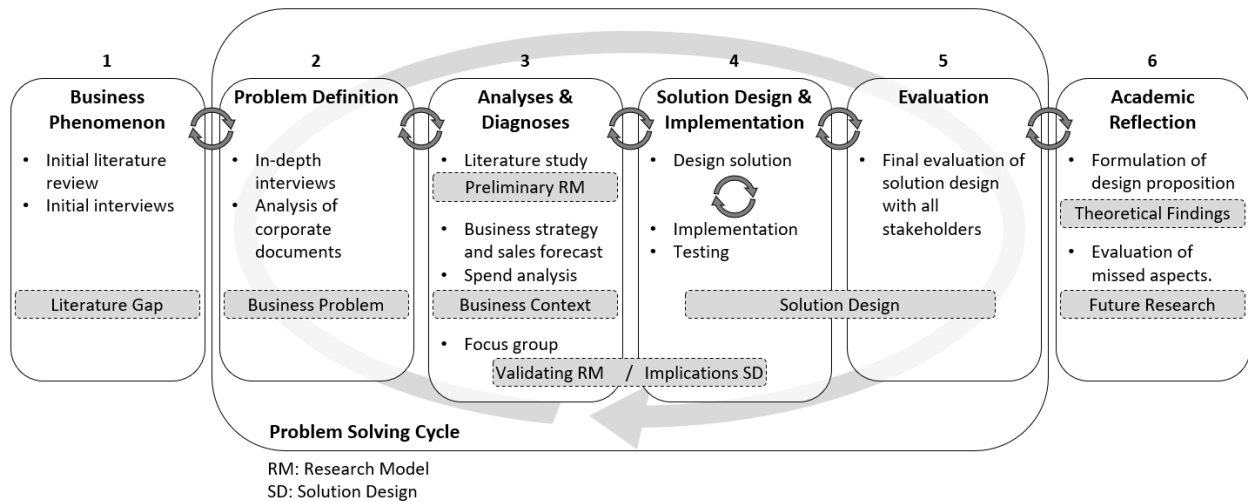 1
Business
Phenomenon
• Initial literature
review
• Initial interviews
Literature Gap
2
Problem Definition
• In-depth
interviews
• Analysis of
corporate
documents
Business Problem
3
Analyses &
Diagnoses
• Literature study
Preliminary RM
• Business strategy
and sales forecast
• Spend analysis
Business Context
• Focus group
Validating RM / Implications SD
4
Solution Design &
Implementation
• Design solution
• Implementation
• Testing
Solution Design
5
Evaluation
• Final evaluation of
solution design
with all
stakeholders
6
Academic
Reflection
• Formulation of
design proposition
Theoretical Findings
• Evaluation of
missed aspects.
Future Research
Problem Solving Cycle
RM: Research Model
SD: Solution Design